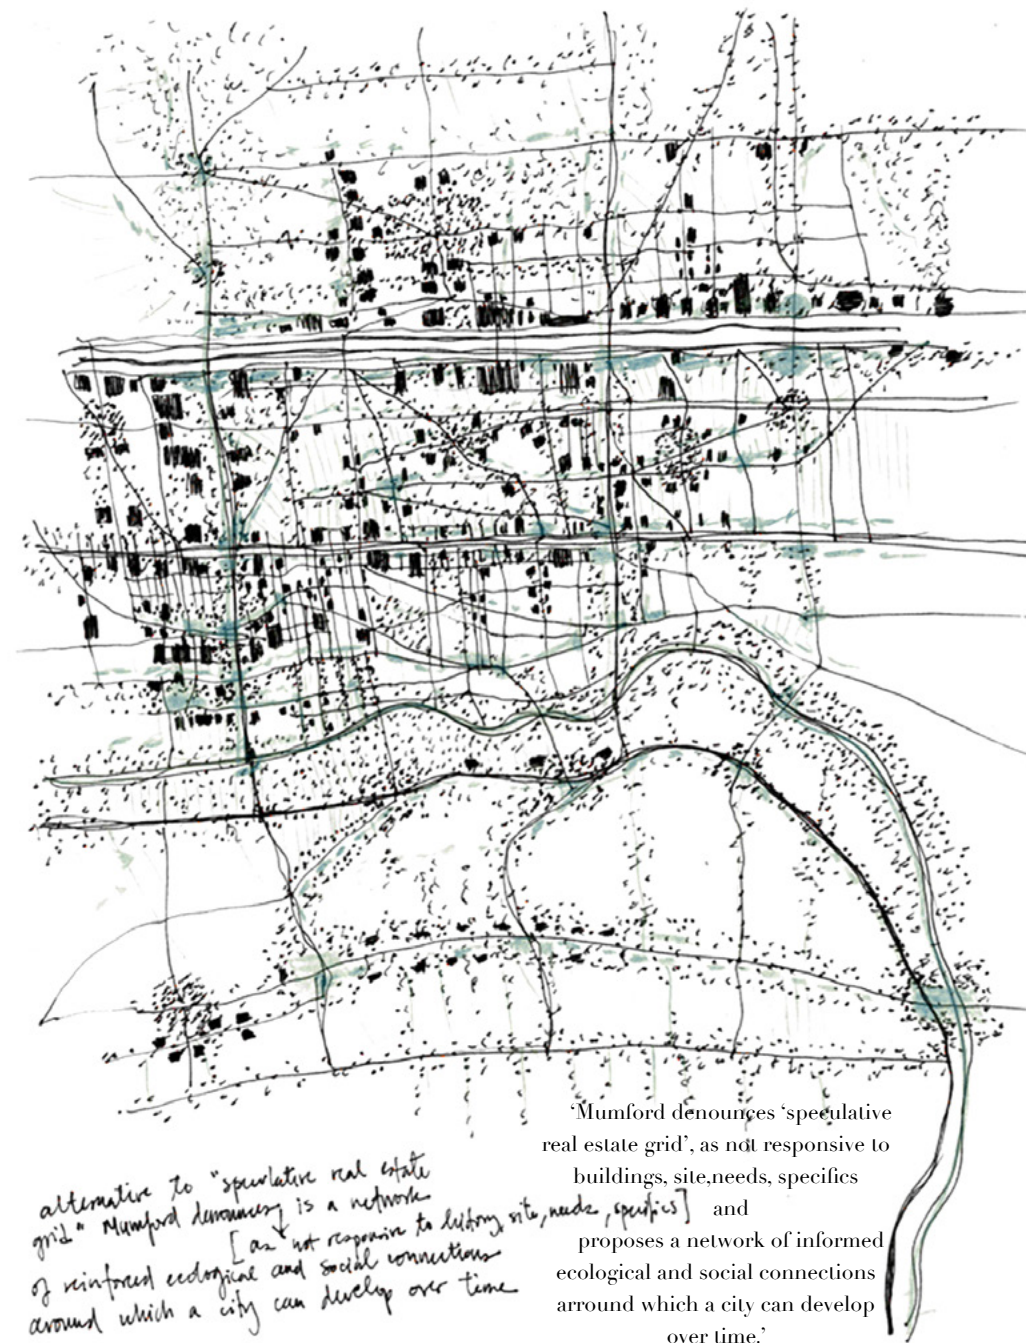 alternative to "speculative real estate
grid" Mumford denounces is a network
[as not responsive to history, site, needs, specifics]
of reinforced ecological and social connections
around which a city can develop over time
‘Mumford denounces ‘speculative
real estate grid’, as not responsive to
buildings, site,needs, specifics
and
proposes a network of informed
ecological and social connections
arround which a city can develop
over time.’